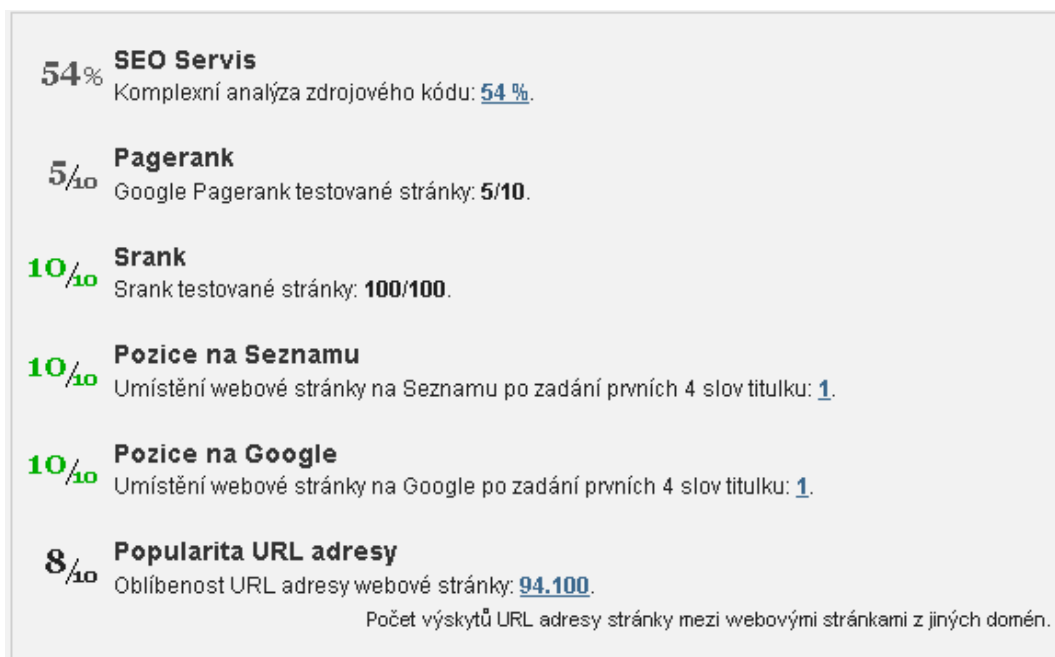 54% SEO Servis
Komplexní analýza zdrojového kódu: 54 %.
5/10 Pagerank
Google Pagerank testované stránky: 5/10.
10/10 Srank
Srank testované stránky: 100/100.
10/10 Pozice na Seznamu
Umístění webové stránky na Seznamu po zadání prvních 4 slov titulku: 1.
10/10 Pozice na Google
Umístění webové stránky na Google po zadání prvních 4 slov titulku: 1.
8/10 Popularita URL adresy
Oblíbenost URL adresy webové stránky: 94.100.
Počet výskytů URL adresy stránky mezi webovými stránkami z jiných domén.